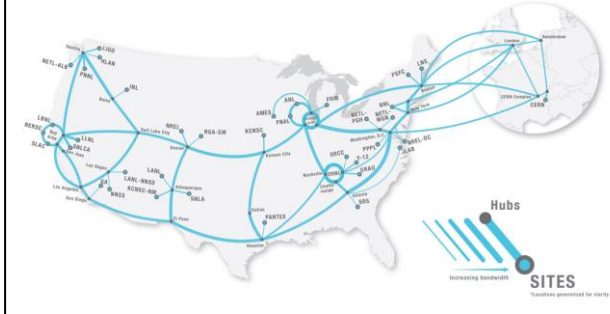 Seattle
LIGO
HLAN
NETL-ALB
PNNL
Boise
INL
LBNL
NERSC
SLAC
Bay Area
LLNL
SNLCA
San Jose
Salt Lake City
Denver
NREL
NGA-SW
Las Vegas
LANL-NNSS
NNSS
KCNSC-NM
LANL
Albuquerque
SNLA
Los Angeles
San Diego
El Paso
KCNSC
Kansas City
Dallas
PANTEX
Houston
AMES
ANL
FNAL
FRIB
ORCC
Y-12
ORNL
ORAU
Nashville
Atlanta
SRS
NETL-PGH
NETL-MGN
Washington, D.C.
PPPL
BNL
New York
NREL-DC
JLAB
PSFC
LNS
Boston
London
Amsterdam
CERN Complex
CERN
Hubs
Increasing bandwidth
SITES
*Locations generalized for clarity